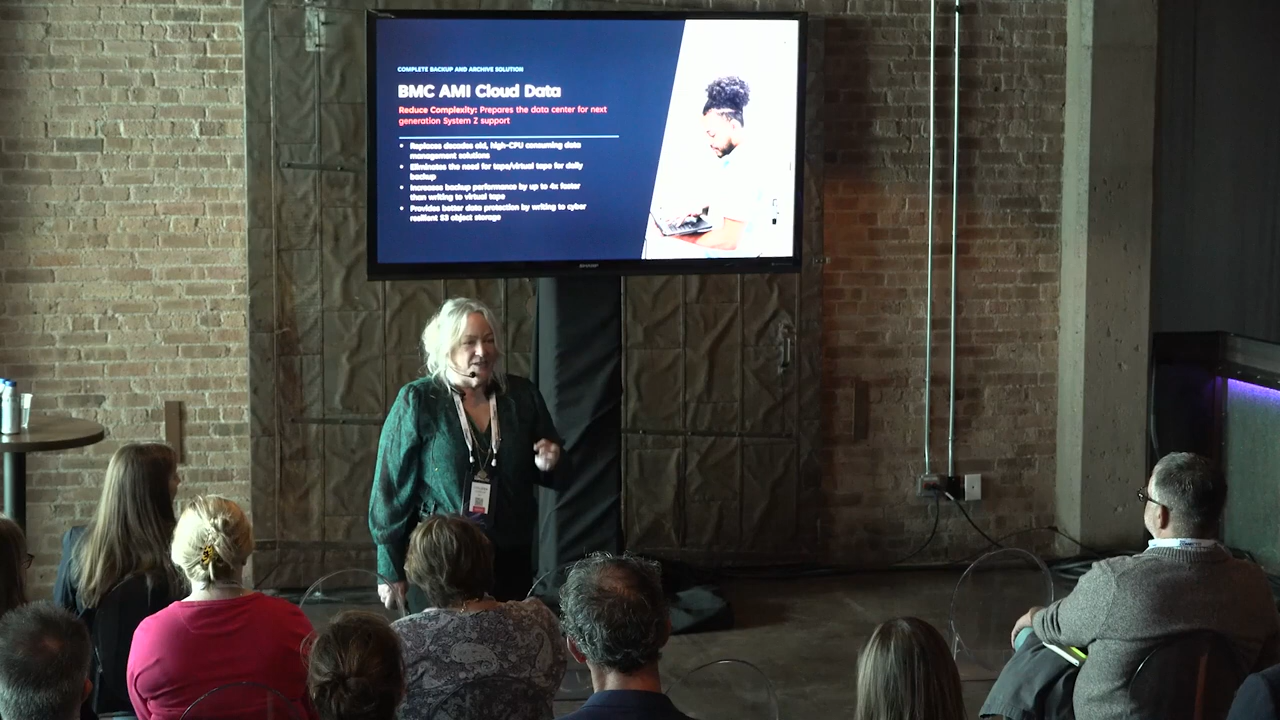 COMPLETE BACKUP AND ARCHIVE SOLUTION
BMC AMI Cloud Data
Reduce Complexity: Prepares the data center for next
generation System Z support
• Replaces decades old, high-CPU consuming data
management solutions
• Eliminates the need for tape/virtual tape for daily
backup
• Increases backup performance by up to 4x faster
than writing to virtual tape
• Provides better data protection by writing to cyber
resilient S3 object storage
SHARP